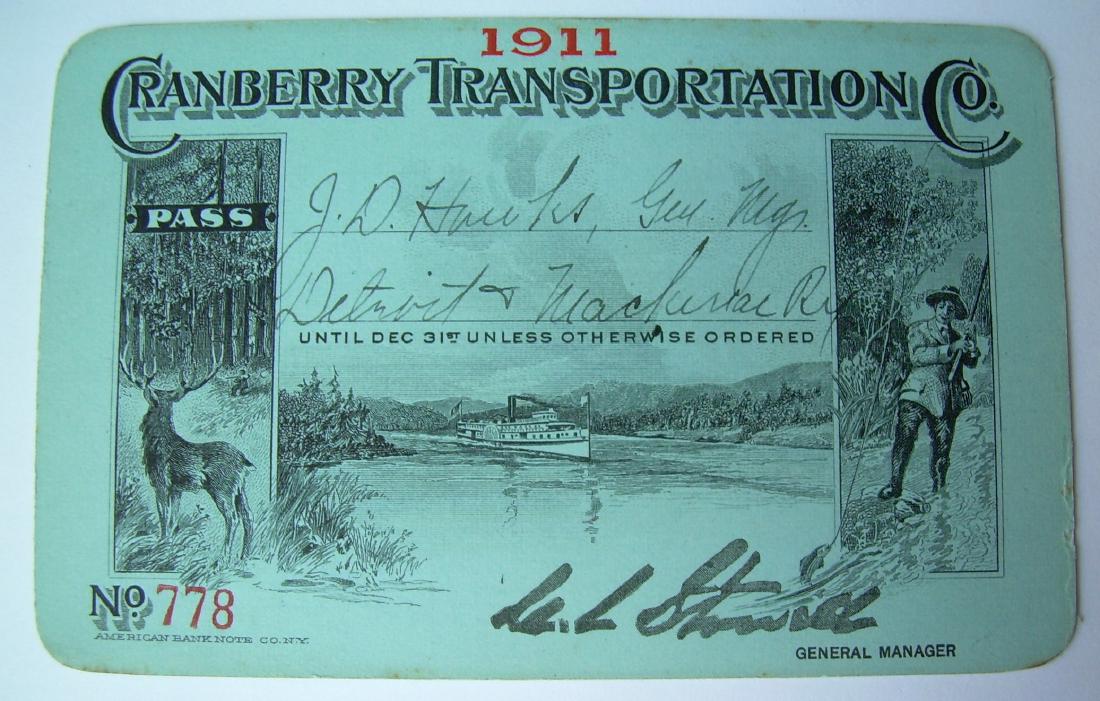 1911
CRANBERRY TRANSPORTATION CO.
PASS
J. D. Hawks, Gen. Mgr.
Detroit & Mackinac Ry
UNTIL DEC 31ST UNLESS OTHERWISE ORDERED
No. 778
AMERICAN BANK NOTE CO. N.Y.
GENERAL MANAGER